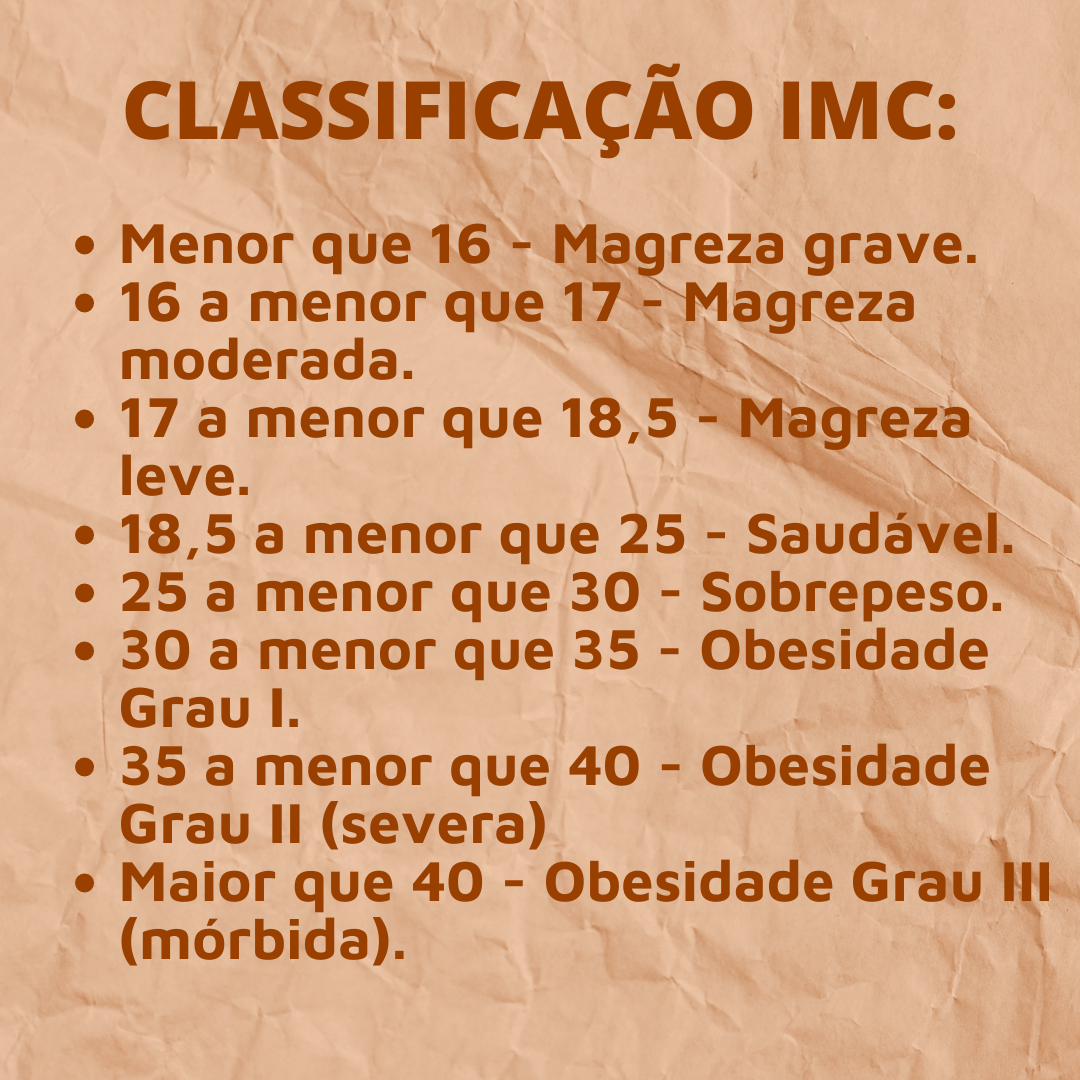 CLASSIFICAÇÃO IMC:
• Menor que 16 - Magreza grave.
• 16 a menor que 17 - Magreza
moderada.
• 17 a menor que 18,5 - Magreza
leve.
• 18,5 a menor que 25 - Saudável.
• 25 a menor que 30 - Sobrepeso.
• 30 a menor que 35 - Obesidade
Grau I.
• 35 a menor que 40 - Obesidade
Grau II (severa)
• Maior que 40 - Obesidade Grau III
(mórbida).